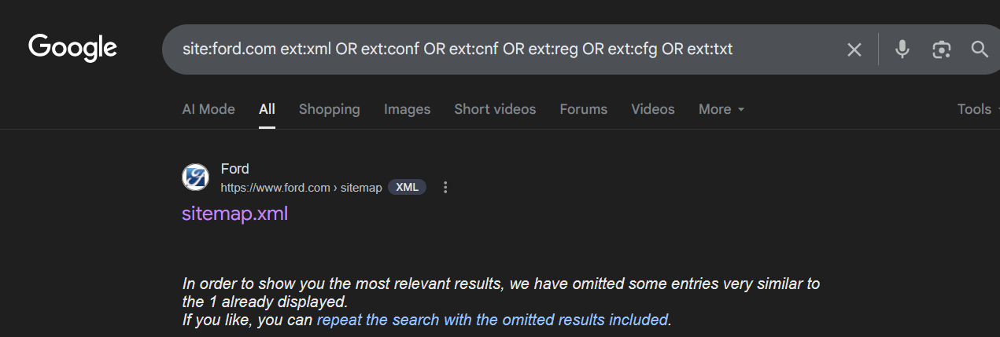 Google
site:ford.com ext:xml OR ext:conf OR ext:cnf OR ext:reg OR ext:cfg OR ext:txt
AI Mode All Shopping Images Short videos Forums Videos More Tools
Ford
https://www.ford.com › sitemap XML
sitemap.xml
In order to show you the most relevant results, we have omitted some entries very similar to
the 1 already displayed.
If you like, you can repeat the search with the omitted results included.